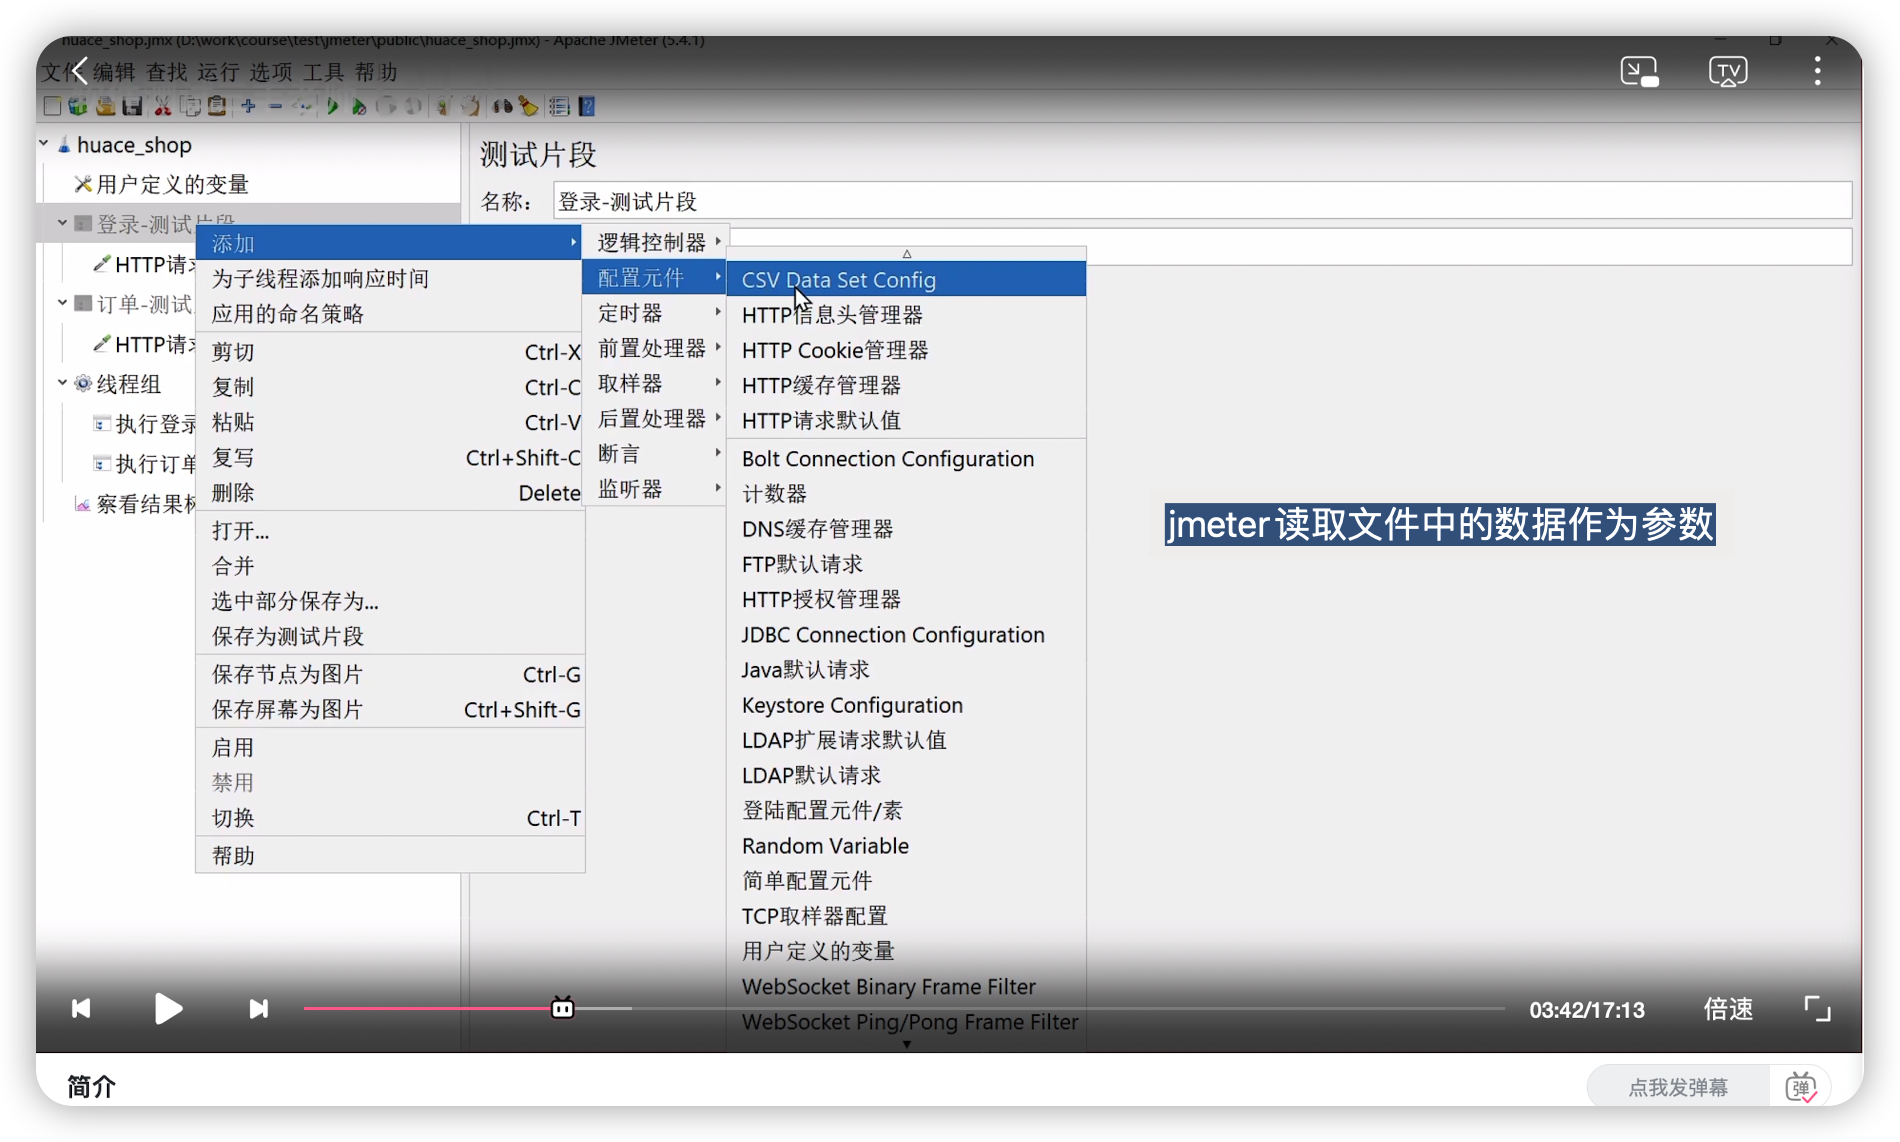 huace_shop.jmx (D:\work\course\test\jmeter\public\huace_shop.jmx) - Apache JMeter (5.4.1)
文件 编辑 查找 运行 选项 工具 帮助
huace_shop
用户定义的变量
登录-测试片段
HTTP请求
订单-测试
HTTP请求
线程组
执行登录
执行订单
察看结果树
测试片段
名称：
登录-测试片段
添加
为子线程添加响应时间
应用的命名策略
剪切 Ctrl-X
复制 Ctrl-C
粘贴 Ctrl-V
复写 Ctrl+Shift-C
删除 Delete
打开...
合并
选中部分保存为...
保存为测试片段
保存节点为图片 Ctrl-G
保存屏幕为图片 Ctrl+Shift-G
启用
禁用
切换 Ctrl-T
帮助
逻辑控制器
配置元件
定时器
前置处理器
取样器
后置处理器
断言
监听器
CSV Data Set Config
HTTP信息头管理器
HTTP Cookie管理器
HTTP缓存管理器
HTTP请求默认值
Bolt Connection Configuration
计数器
DNS缓存管理器
FTP默认请求
HTTP授权管理器
JDBC Connection Configuration
Java默认请求
Keystore Configuration
LDAP扩展请求默认值
LDAP默认请求
登陆配置元件/素
Random Variable
简单配置元件
TCP取样器配置
用户定义的变量
WebSocket Binary Frame Filter
WebSocket Ping/Pong Frame Filter
jmeter读取文件中的数据作为参数
TV
03:42/17:13
倍速
简介
点我发弹幕
弹